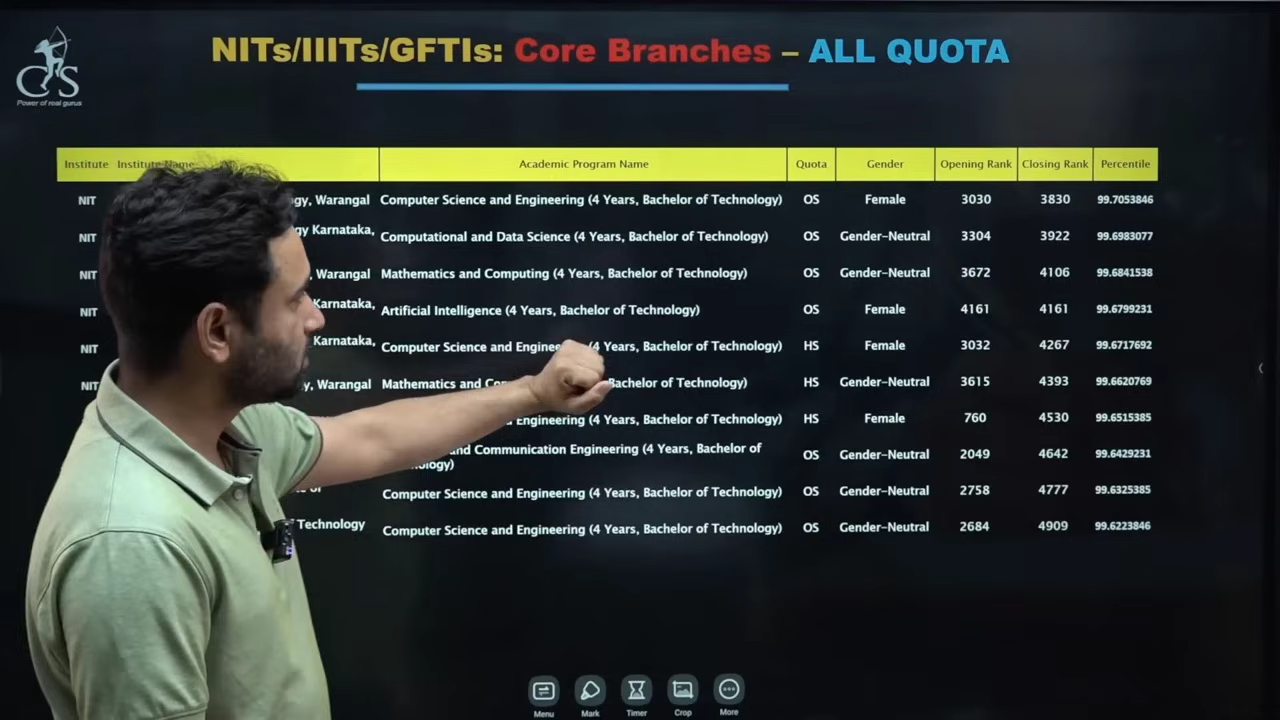 NITs/IIITs/GFTIs: Core Branches – ALL QUOTA
CS
Power of real gurus
Institute Institute Name Academic Program Name Quota Gender Opening Rank Closing Rank Percentile
NIT Warangal Computer Science and Engineering (4 Years, Bachelor of Technology) OS Female 3030 3830 99.7053846
NIT Karnataka, Computational and Data Science (4 Years, Bachelor of Technology) OS Gender-Neutral 3304 3922 99.6983077
NIT , Warangal Mathematics and Computing (4 Years, Bachelor of Technology) OS Gender-Neutral 3672 4106 99.6841538
NIT Karnataka, Artificial Intelligence (4 Years, Bachelor of Technology) OS Female 4161 4161 99.6799231
NIT Karnataka, Computer Science and (4 Years, Bachelor of Technology) HS Female 3032 4267 99.6717692
NIT , Warangal Mathematics and Bachelor of Technology) HS Gender-Neutral 3615 4393 99.6620769
Engineering (4 Years, Bachelor of Technology) HS Female 760 4530 99.6515385
and Communication Engineering (4 Years, Bachelor of OS Gender-Neutral 2049 4642 99.6429231
Computer Science and Engineering (4 Years, Bachelor of Technology) OS Gender-Neutral 2758 4777 99.6325385
Technology Computer Science and Engineering (4 Years, Bachelor of Technology) OS Gender-Neutral 2684 4909 99.6223846
Menu Mark Timer Crop More